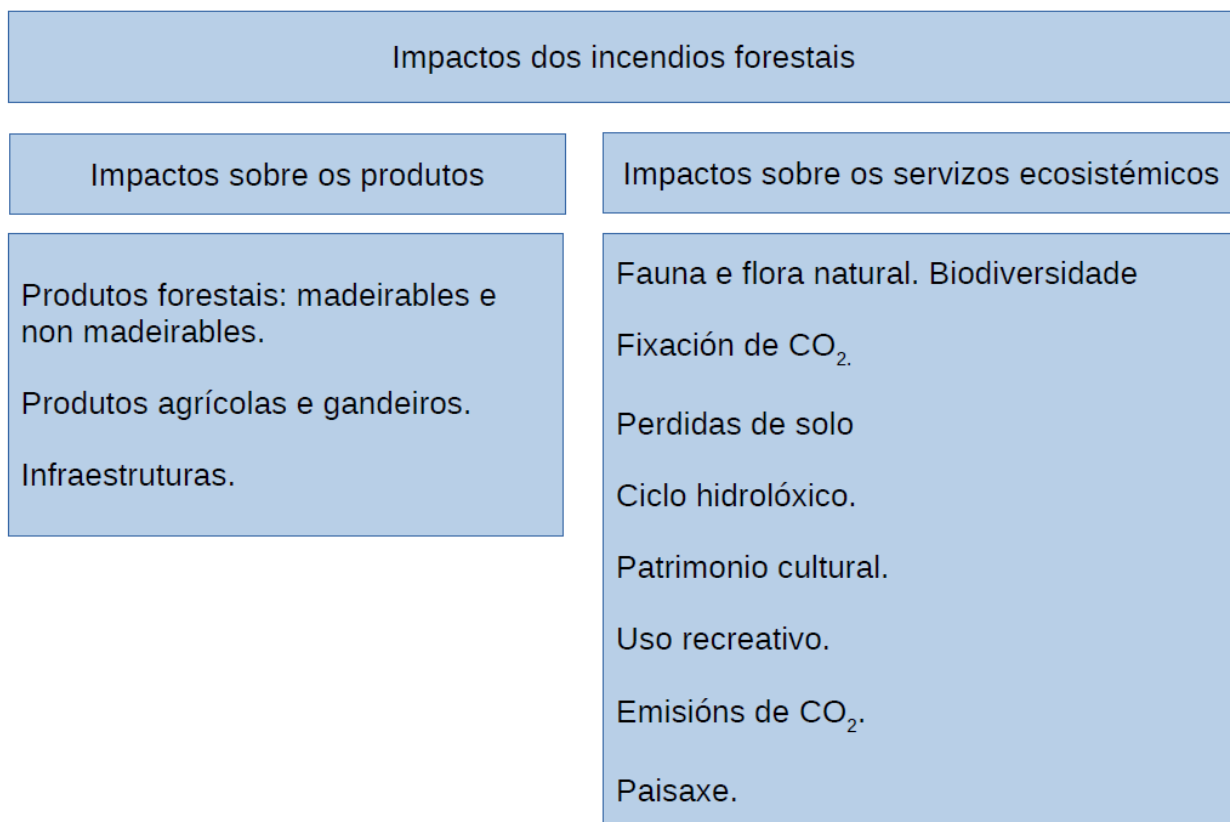 Impactos dos incendios forestais
Impactos sobre os produtos
Impactos sobre os servizos ecosistémicos
Produtos forestais: madeirables e
non madeirables.
Produtos agrícolas e gandeiros.
Infraestruturas.
Fauna e flora natural. Biodiversidade
Fixación de CO₂.
Perdidas de solo
Ciclo hidrolóxico.
Patrimonio cultural.
Uso recreativo.
Emisións de CO₂.
Paisaxe.